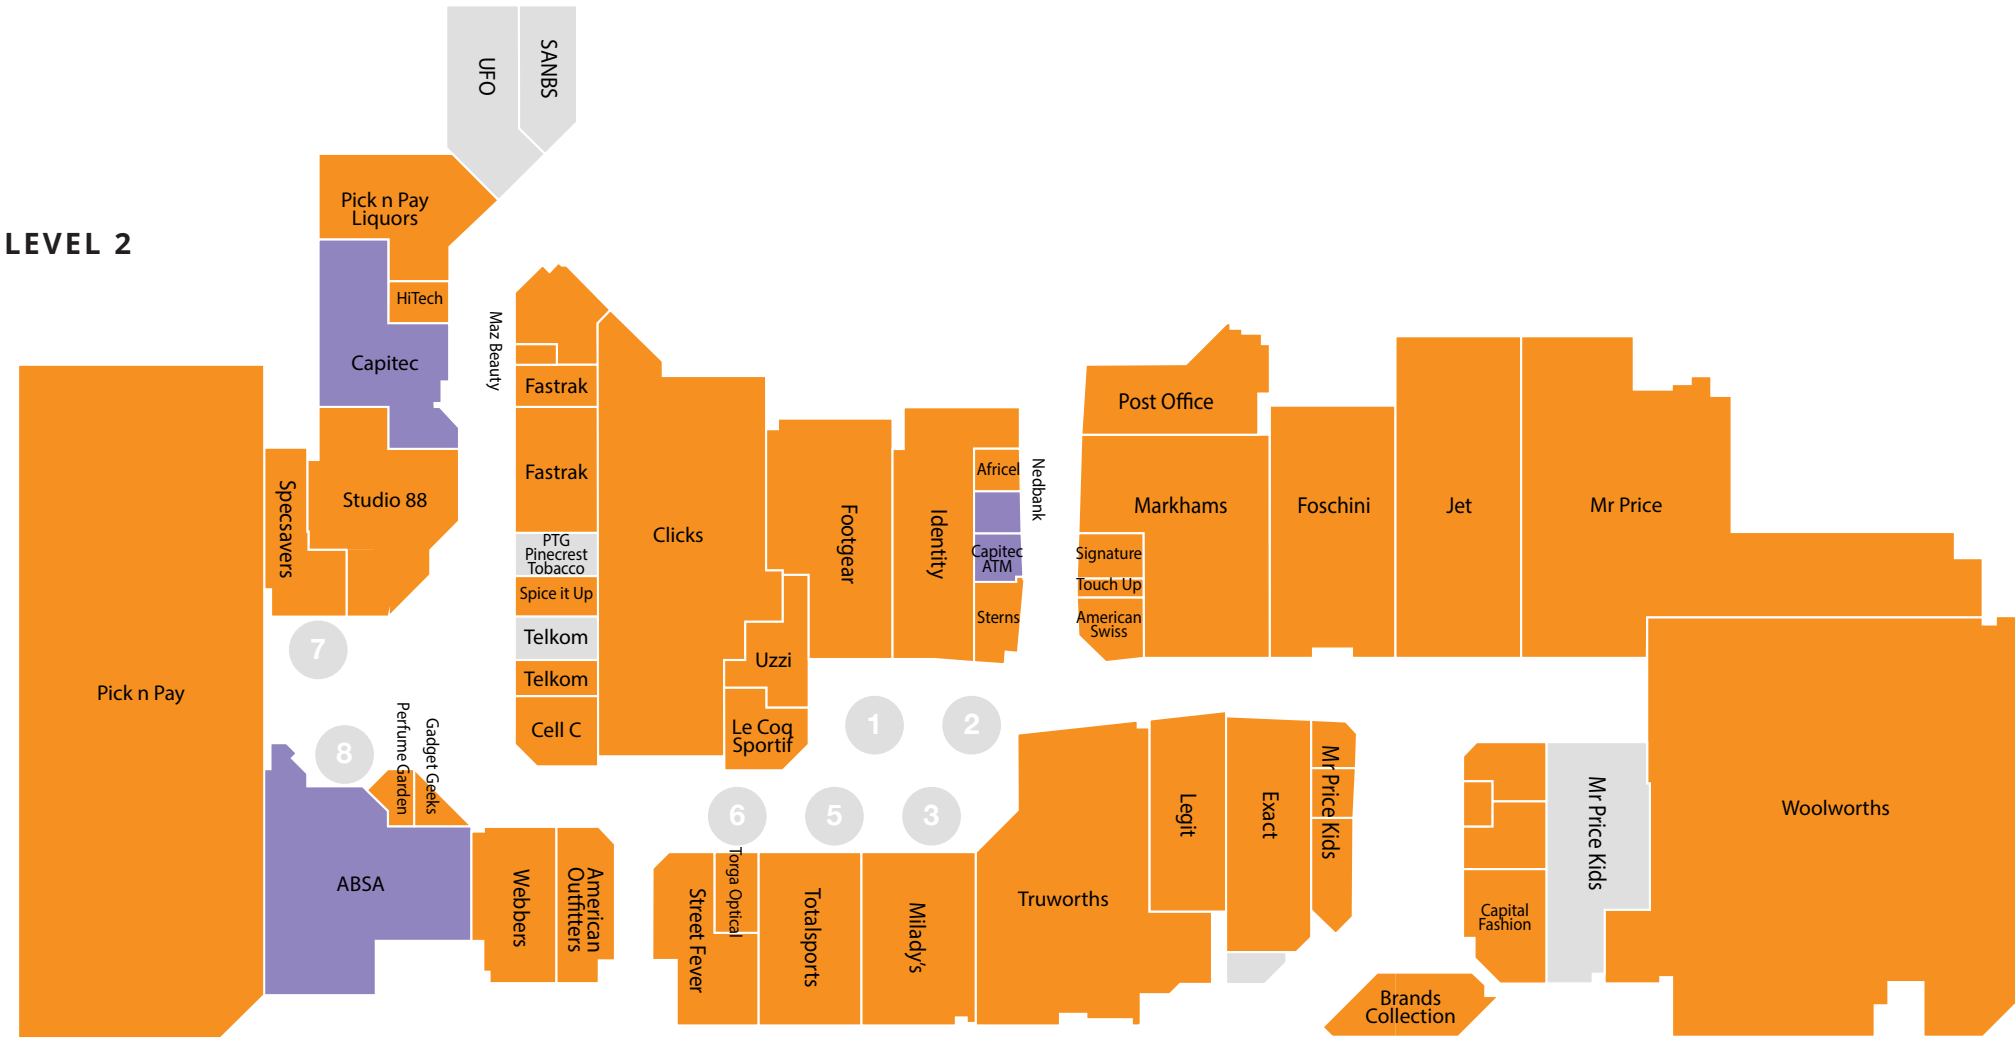 UFO
SANBS
Pick n Pay
Liquors
LEVEL 2
HiTech
Maz Beauty
Capitec
Fastrak
Post Office
Africel
Nedbank
Fastrak
Specsavers
Studio 88
Clicks
Footgear
Identity
Markhams
Foschini
Jet
Mr Price
PTG
Pinecrest
Tobacco
Capitec
ATM
Signature
Touch Up
Spice it Up
Sterns
American
Swiss
Telkom
7
Uzzi
Telkom
Pick n Pay
Perfume Garden
Gadget Geeks
Cell C
Le Coq
Sportif
1
2
8
Mr Price Kids
Mr Price Kids
Woolworths
6
5
3
Legit
Exact
ABSA
Webbers
American
Outfitters
Street Fever
Torga Optical
Totalsports
Milady's
Truworths
Capital
Fashion
Brands
Collection